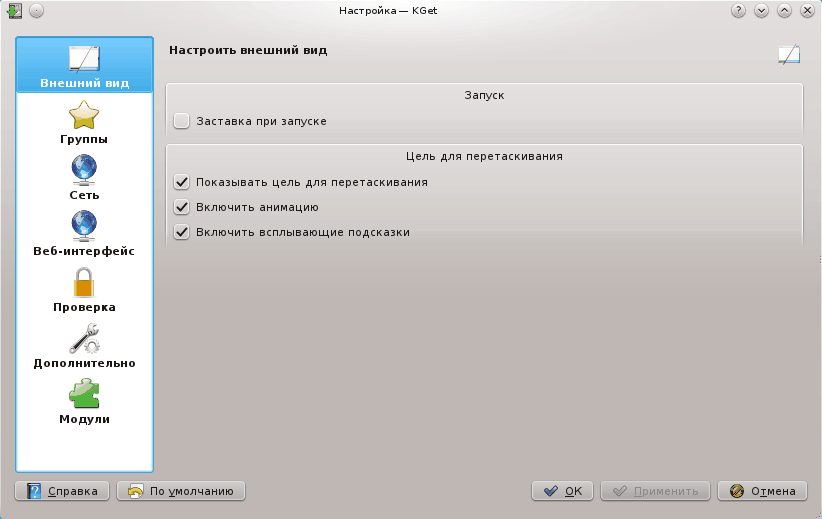 Настройка — KGet
Внешний вид
Группы
Сеть
Веб-интерфейс
Проверка
Дополнительно
Модули
Настроить внешний вид
Запуск
Заставка при запуске
Цель для перетаскивания
Показывать цель для перетаскивания
Включить анимацию
Включить всплывающие подсказки
Справка
По умолчанию
OK
Применить
Отмена